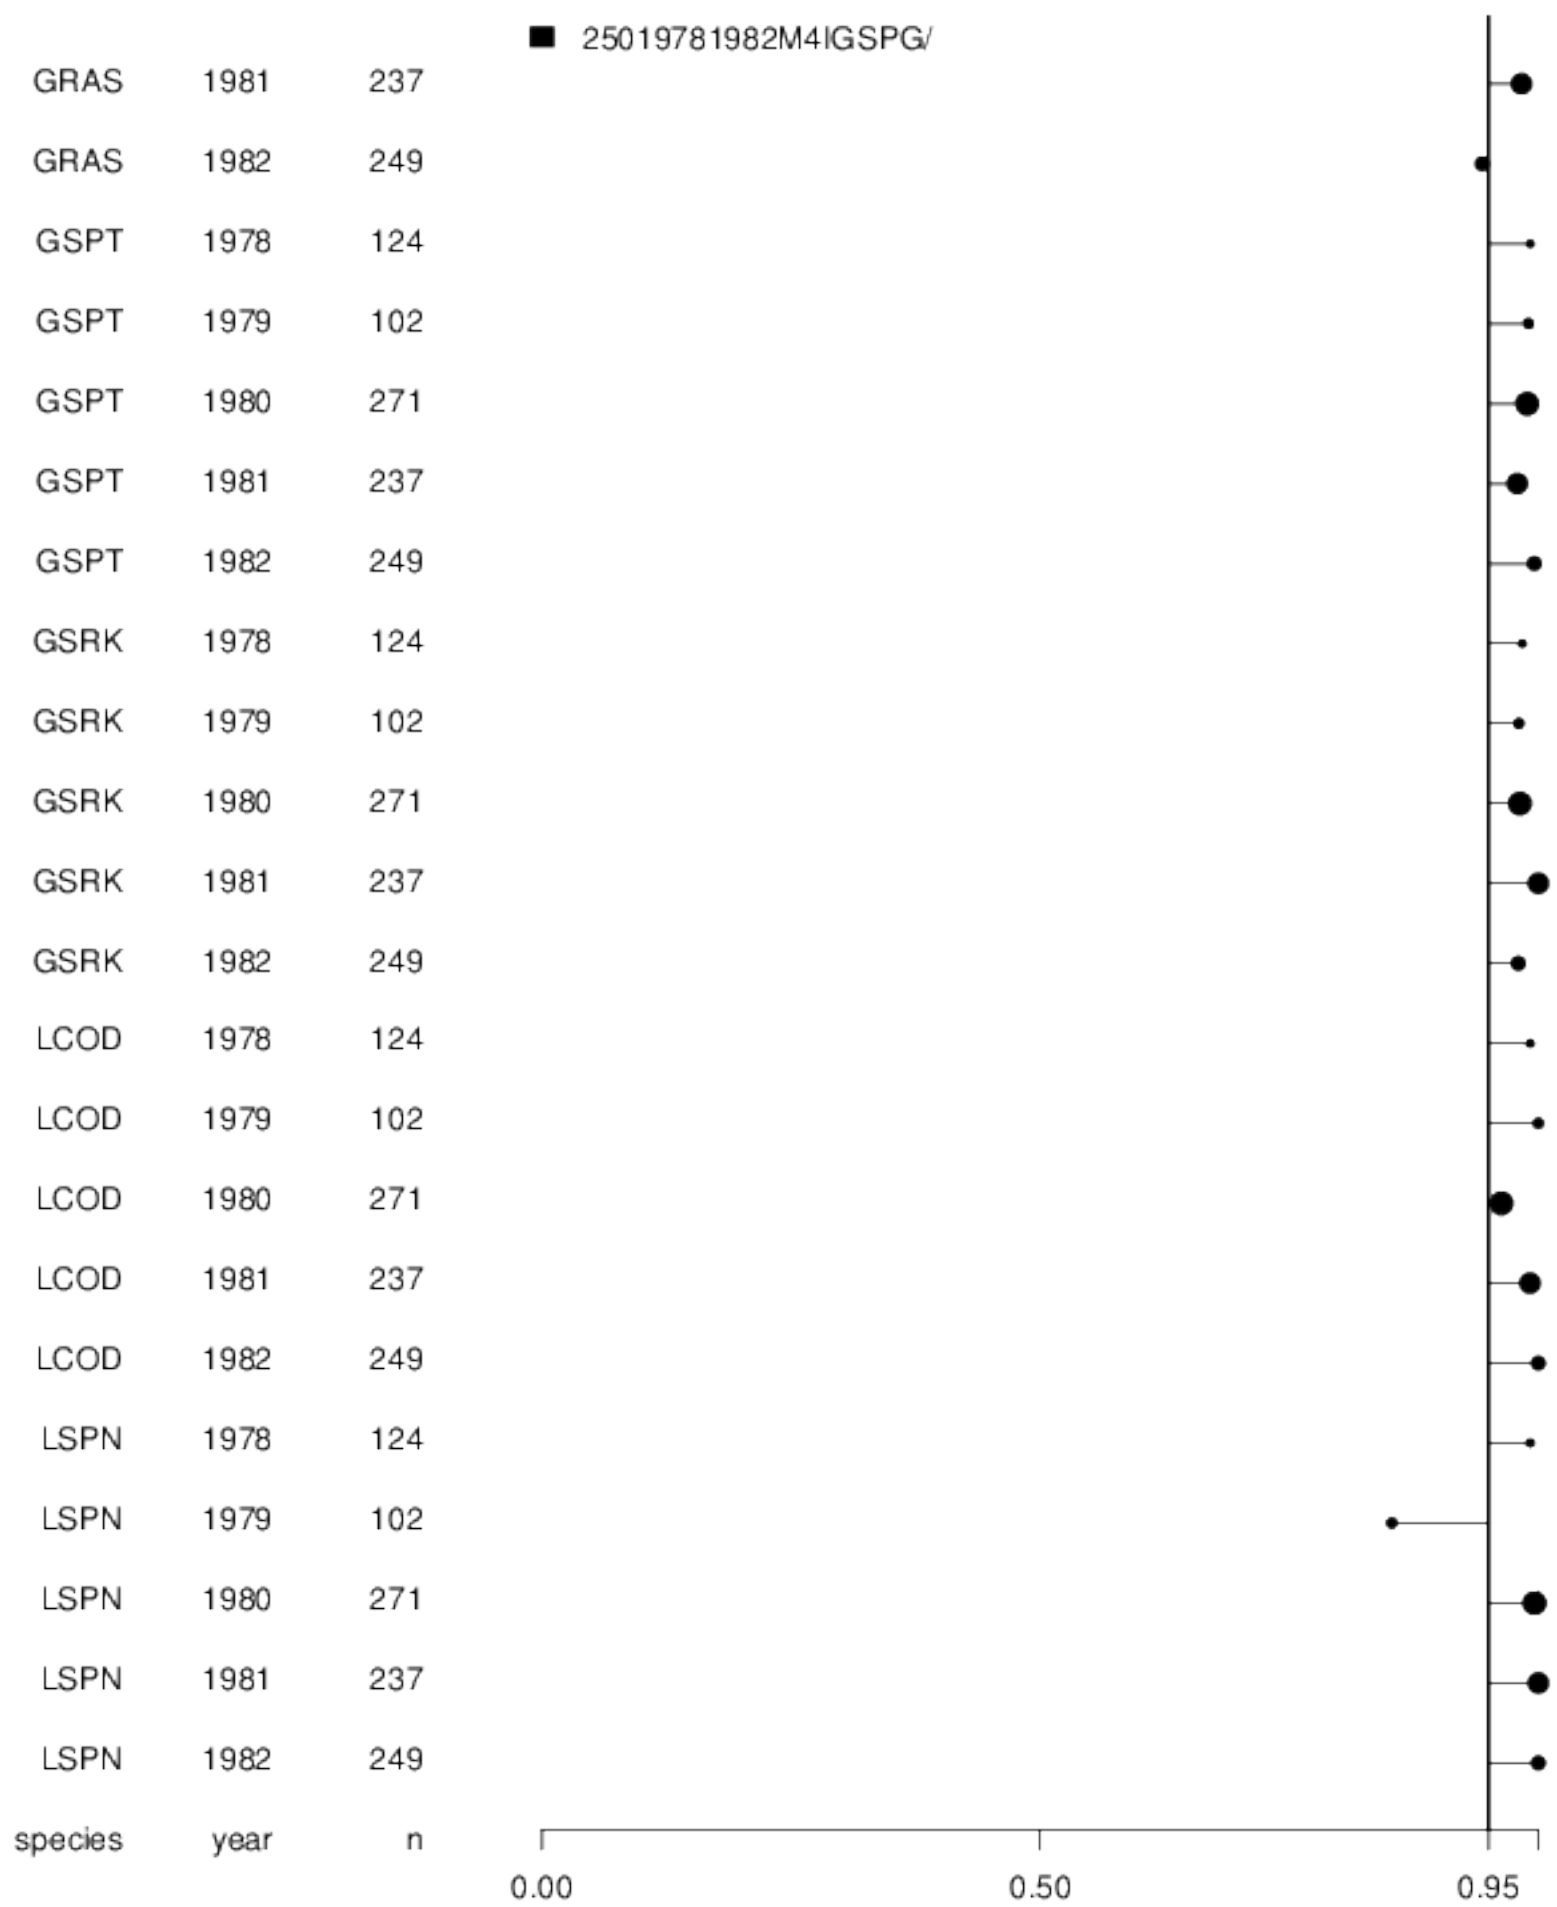 25019781982M4IGSPG/
GRAS 1981 237
GRAS 1982 249
GSPT 1978 124
GSPT 1979 102
GSPT 1980 271
GSPT 1981 237
GSPT 1982 249
GSRK 1978 124
GSRK 1979 102
GSRK 1980 271
GSRK 1981 237
GSRK 1982 249
LCOD 1978 124
LCOD 1979 102
LCOD 1980 271
LCOD 1981 237
LCOD 1982 249
LSPN 1978 124
LSPN 1979 102
LSPN 1980 271
LSPN 1981 237
LSPN 1982 249
species year n
0.00 0.50 0.95